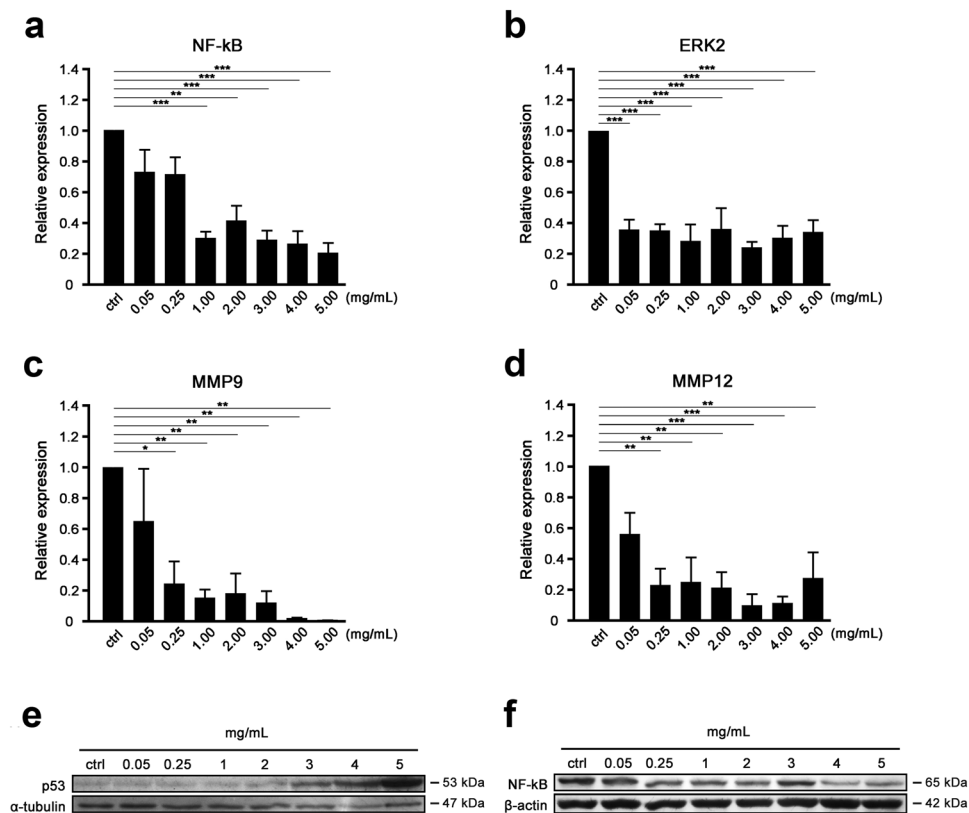 a
NF-kB
***
***
***
**
***
1.4
1.2
1.0
0.8
0.6
0.4
0.2
0
Relative expression
ctrl 0.05 0.25 1.00 2.00 3.00 4.00 5.00 (mg/mL)
b
ERK2
***
***
***
***
***
***
***
1.4
1.2
1.0
0.8
0.6
0.4
0.2
0
Relative expression
ctrl 0.05 0.25 1.00 2.00 3.00 4.00 5.00 (mg/mL)
c
MMP9
**
**
**
**
**
*
1.4
1.2
1.0
0.8
0.6
0.4
0.2
0
Relative expression
ctrl 0.05 0.25 1.00 2.00 3.00 4.00 5.00 (mg/mL)
d
MMP12
**
***
***
**
**
**
1.4
1.2
1.0
0.8
0.6
0.4
0.2
0
Relative expression
ctrl 0.05 0.25 1.00 2.00 3.00 4.00 5.00 (mg/mL)
e
mg/mL
ctrl 0.05 0.25 1 2 3 4 5
p53 – 53 kDa
α-tubulin – 47 kDa
f
mg/mL
ctrl 0.05 0.25 1 2 3 4 5
NF-kB – 65 kDa
β-actin – 42 kDa